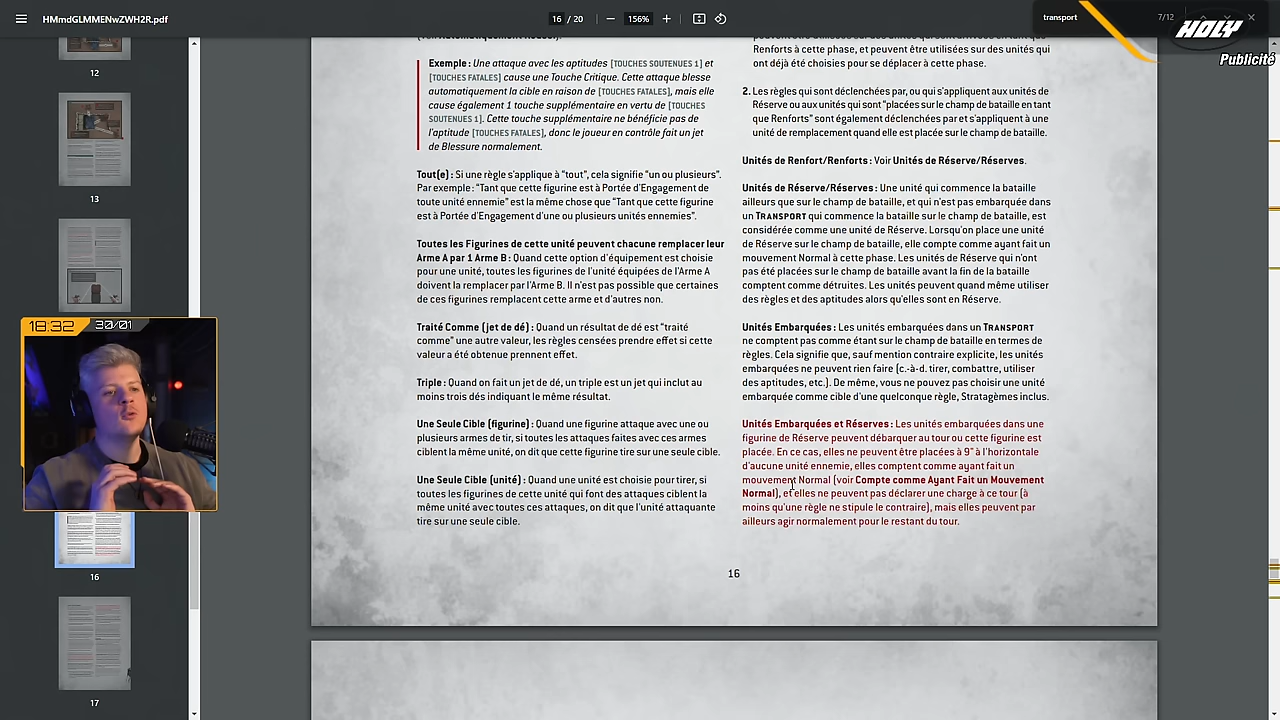 HMmdGLMMENwZWH2R.pdf
16 / 20
156%
transport
7/12
HOLY
Publicité
12
13
18:32 30/01
16
17
Exemple : Une attaque avec les aptitudes [TOUCHES SOUTENUES 1] et
[TOUCHES FATALES] cause une Touche Critique. Cette attaque blesse
automatiquement la cible en raison de [TOUCHES FATALES], mais elle
cause également 1 touche supplémentaire en vertu de [TOUCHES
SOUTENUES 1]. Cette touche supplémentaire ne bénéficie pas de
l'aptitude [TOUCHES FATALES], donc le joueur en contrôle fait un jet
de Blessure normalement.
Tout(e) : Si une règle s'applique à "tout", cela signifie "un ou plusieurs".
Par exemple : "Tant que cette figurine est à Portée d'Engagement de
toute unité ennemie" est la même chose que "Tant que cette figurine
est à Portée d'Engagement d'une ou plusieurs unités ennemies".
Toutes les Figurines de cette unité peuvent chacune remplacer leur
Arme A par 1 Arme B : Quand cette option d'équipement est choisie
pour une unité, toutes les figurines de l'unité équipées de l'Arme A
doivent la remplacer par l'Arme B. Il n'est pas possible que certaines
de ces figurines remplacent cette arme et d'autres non.
Traité Comme (jet de dé) : Quand un résultat de dé est "traité
comme" une autre valeur, les règles censées prendre effet si cette
valeur a été obtenue prennent effet.
Triple : Quand on fait un jet de dé, un triple est un jet qui inclut au
moins trois dés indiquant le même résultat.
Une Seule Cible (figurine) : Quand une figurine attaque avec une ou
plusieurs armes de tir, si toutes les attaques faites avec ces armes
ciblent la même unité, on dit que cette figurine tire sur une seule cible.
Une Seule Cible (unité) : Quand une unité est choisie pour tirer, si
toutes les figurines de cette unité qui font des attaques ciblent la
même unité avec toutes ces attaques, on dit que l'unité attaquante
tire sur une seule cible.
Renforts à cette phase, et peuvent être utilisées sur des unités qui
ont déjà été choisies pour se déplacer à cette phase.
2. Les règles qui sont déclenchées par, ou qui s'appliquent aux unités de
Réserve ou aux unités qui sont "placées sur le champ de bataille en tant
que Renforts" sont également déclenchées par et s'appliquent à une
unité de remplacement quand elle est placée sur le champ de bataille.
Unités de Renfort/Renforts : Voir Unités de Réserve/Réserves.
Unités de Réserve/Réserves : Une unité qui commence la bataille
ailleurs que sur le champ de bataille, et qui n'est pas embarquée dans
un TRANSPORT qui commence la bataille sur le champ de bataille, est
considérée comme une unité de Réserve. Lorsqu'on place une unité
de Réserve sur le champ de bataille, elle compte comme ayant fait un
mouvement Normal à cette phase. Les unités de Réserve qui n'ont
pas été placées sur le champ de bataille avant la fin de la bataille
comptent comme détruites. Les unités peuvent quand même utiliser
des règles et des aptitudes alors qu'elles sont en Réserve.
Unités Embarquées : Les unités embarquées dans un TRANSPORT
ne comptent pas comme étant sur le champ de bataille en termes de
règles. Cela signifie que, sauf mention contraire explicite, les unités
embarquées ne peuvent rien faire (c.-à-d. tirer, combattre, utiliser
des aptitudes, etc.). De même, vous ne pouvez pas choisir une unité
embarquée comme cible d'une quelconque règle, Stratagèmes inclus.
Unités Embarquées et Réserves : Les unités embarquées dans une
figurine de Réserve peuvent débarquer au tour ou cette figurine est
placée. En ce cas, elles ne peuvent être placées à 9" à l'horizontale
d'aucune unité ennemie, elles comptent comme ayant fait un
mouvement Normal (voir Compte comme Ayant Fait un Mouvement
Normal), et elles ne peuvent pas déclarer une charge à ce tour (à
moins qu'une règle ne stipule le contraire), mais elles peuvent par
ailleurs agir normalement pour le restant du tour.
16